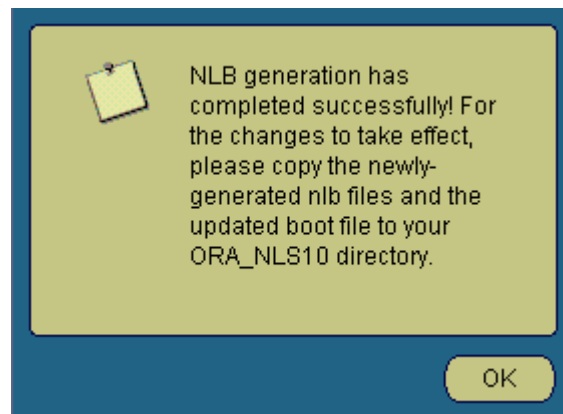 NLB generation has
completed successfully! For
the changes to take effect,
please copy the newly-
generated nlb files and the
updated boot file to your
ORA_NLS10 directory.
OK